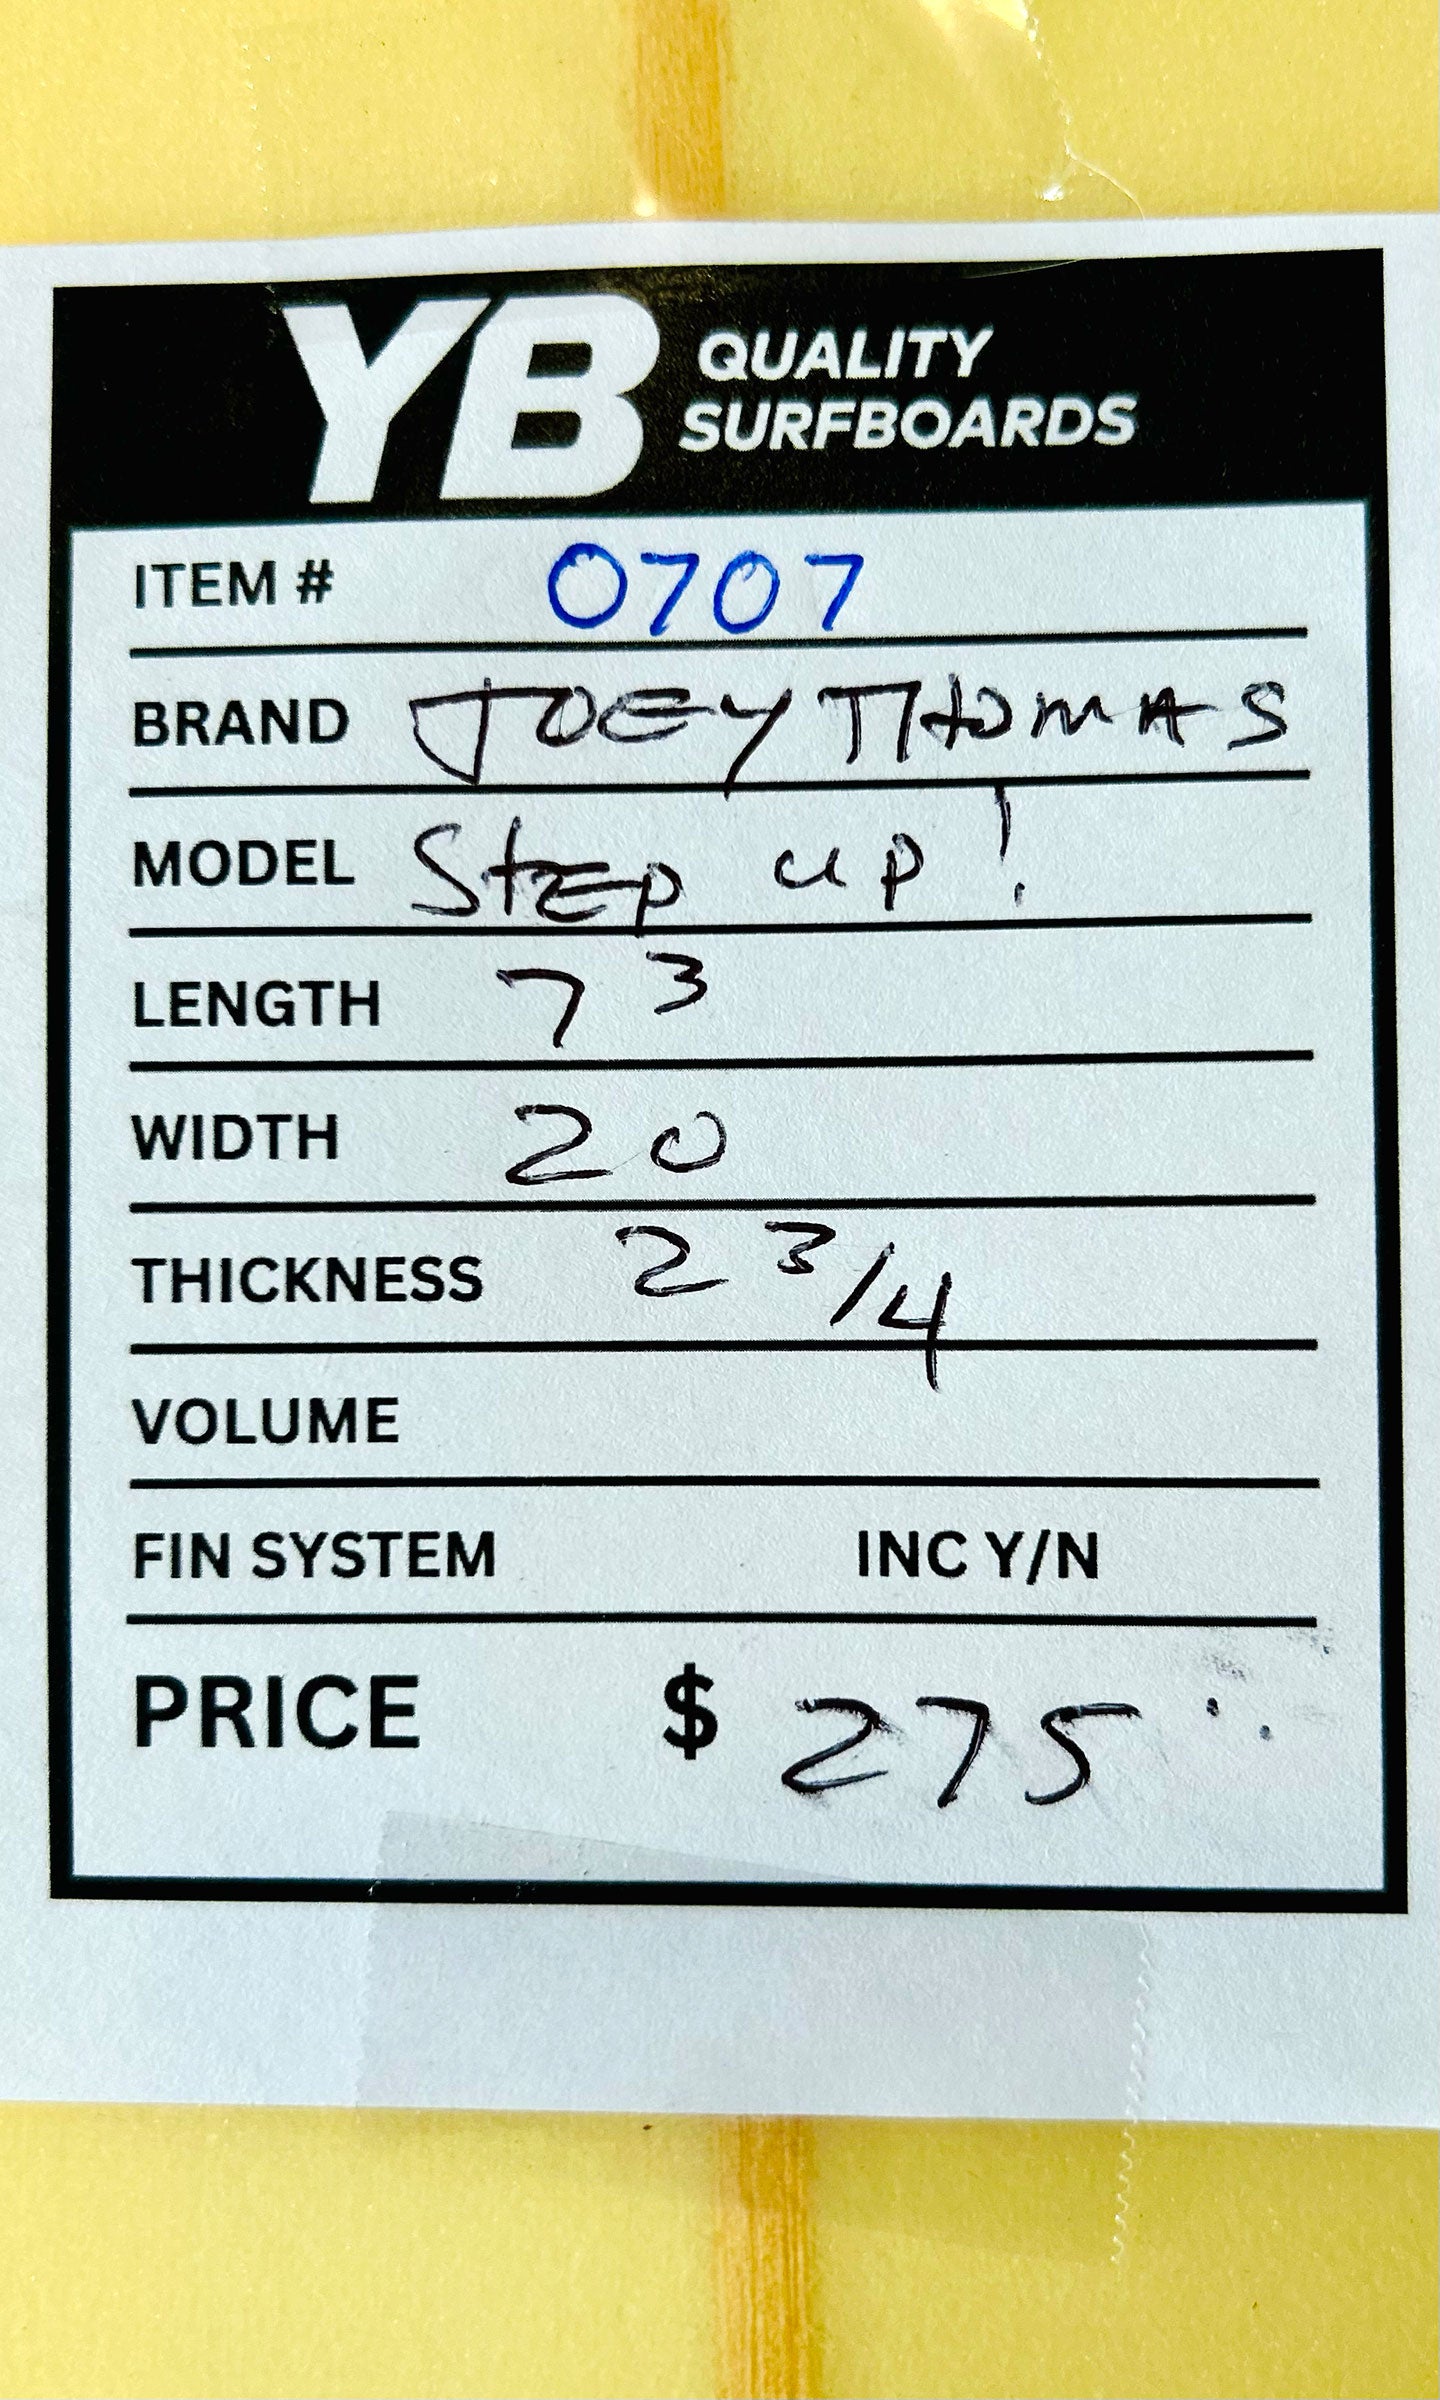 YB QUALITY
SURFBOARDS
ITEM # 0707
BRAND JOEY THOMAS
MODEL Step up!
LENGTH 7 3
WIDTH 20
THICKNESS 2 3/4
VOLUME
FIN SYSTEM INC Y/N
PRICE $ 275